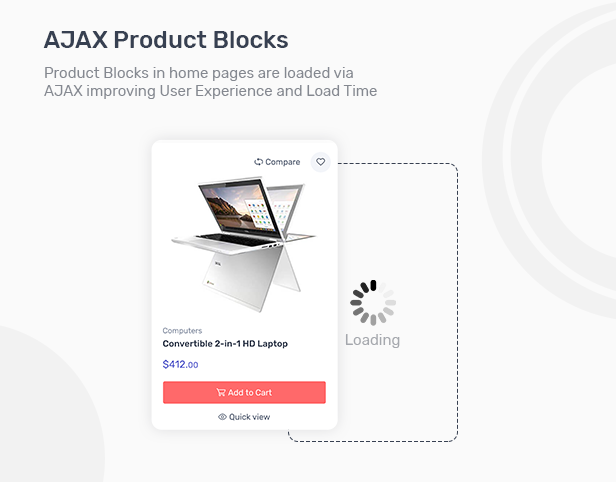 AJAX Product Blocks
Product Blocks in home pages are loaded via
AJAX improving User Experience and Load Time
Compare
Loading
Computers
Convertible 2-in-1 HD Laptop
$412.00
Add to Cart
Quick view